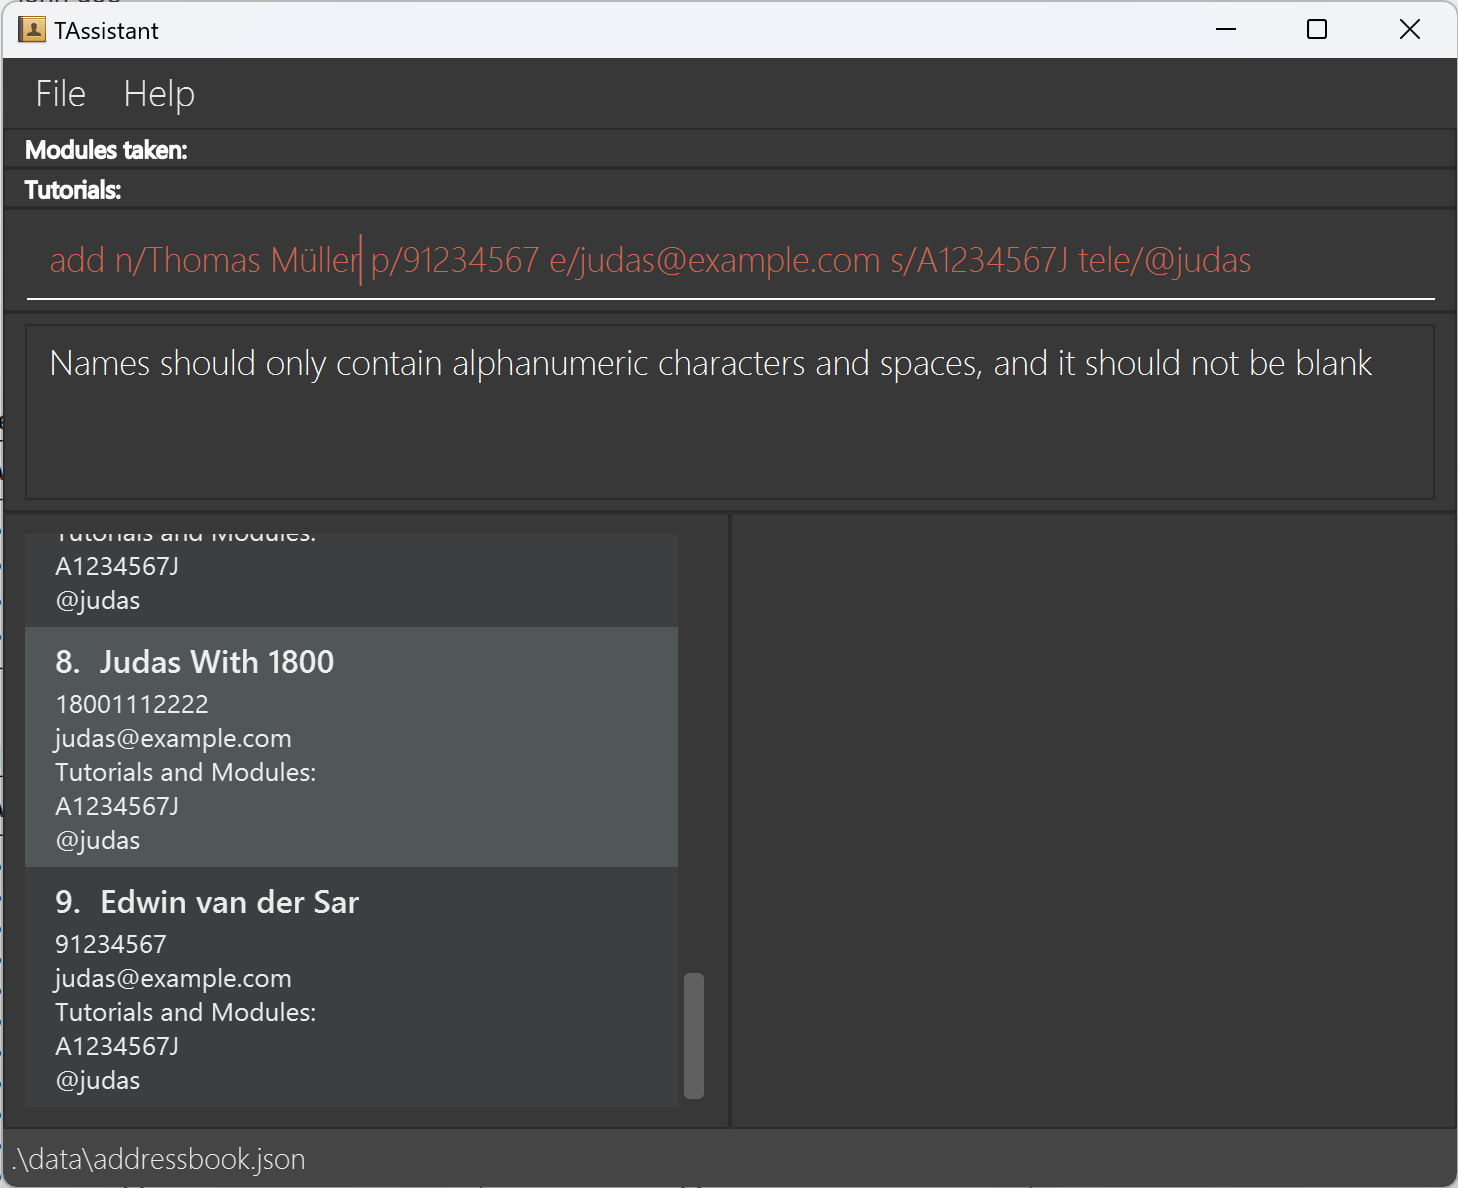 TAssistant
File Help
Modules taken:
Tutorials:
add n/Thomas Müller p/91234567 e/judas@example.com s/A1234567J tele/@judas
Names should only contain alphanumeric characters and spaces, and it should not be blank
Tutorials and Modules:
A1234567J
@judas
8. Judas With 1800
18001112222
judas@example.com
Tutorials and Modules:
A1234567J
@judas
9. Edwin van der Sar
91234567
judas@example.com
Tutorials and Modules:
A1234567J
@judas
.\data\addressbook.json